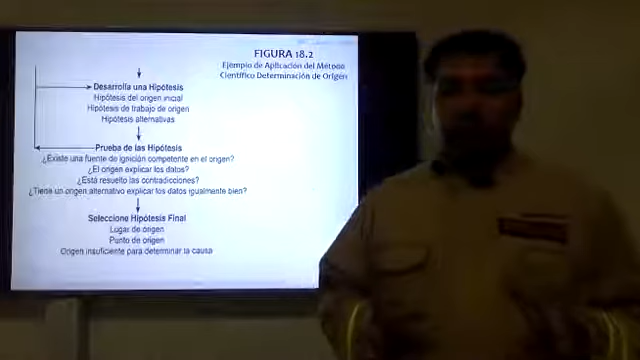 FIGURA 18.2
Ejemplo de Aplicación del Método
Científico Determinación de Origen
Desarrolla una Hipótesis
Hipótesis del origen inicial
Hipótesis de trabajo de origen
Hipótesis alternativas
Prueba de las Hipótesis
¿Existe una fuente de ignición competente en el origen?
¿El origen explicar los datos?
¿Está resuelto las contradicciones?
¿Tiene un origen alternativo explicar los datos igualmente bien?
Seleccione Hipótesis Final
Lugar de origen
Punto de origen
Origen insuficiente para determinar la causa